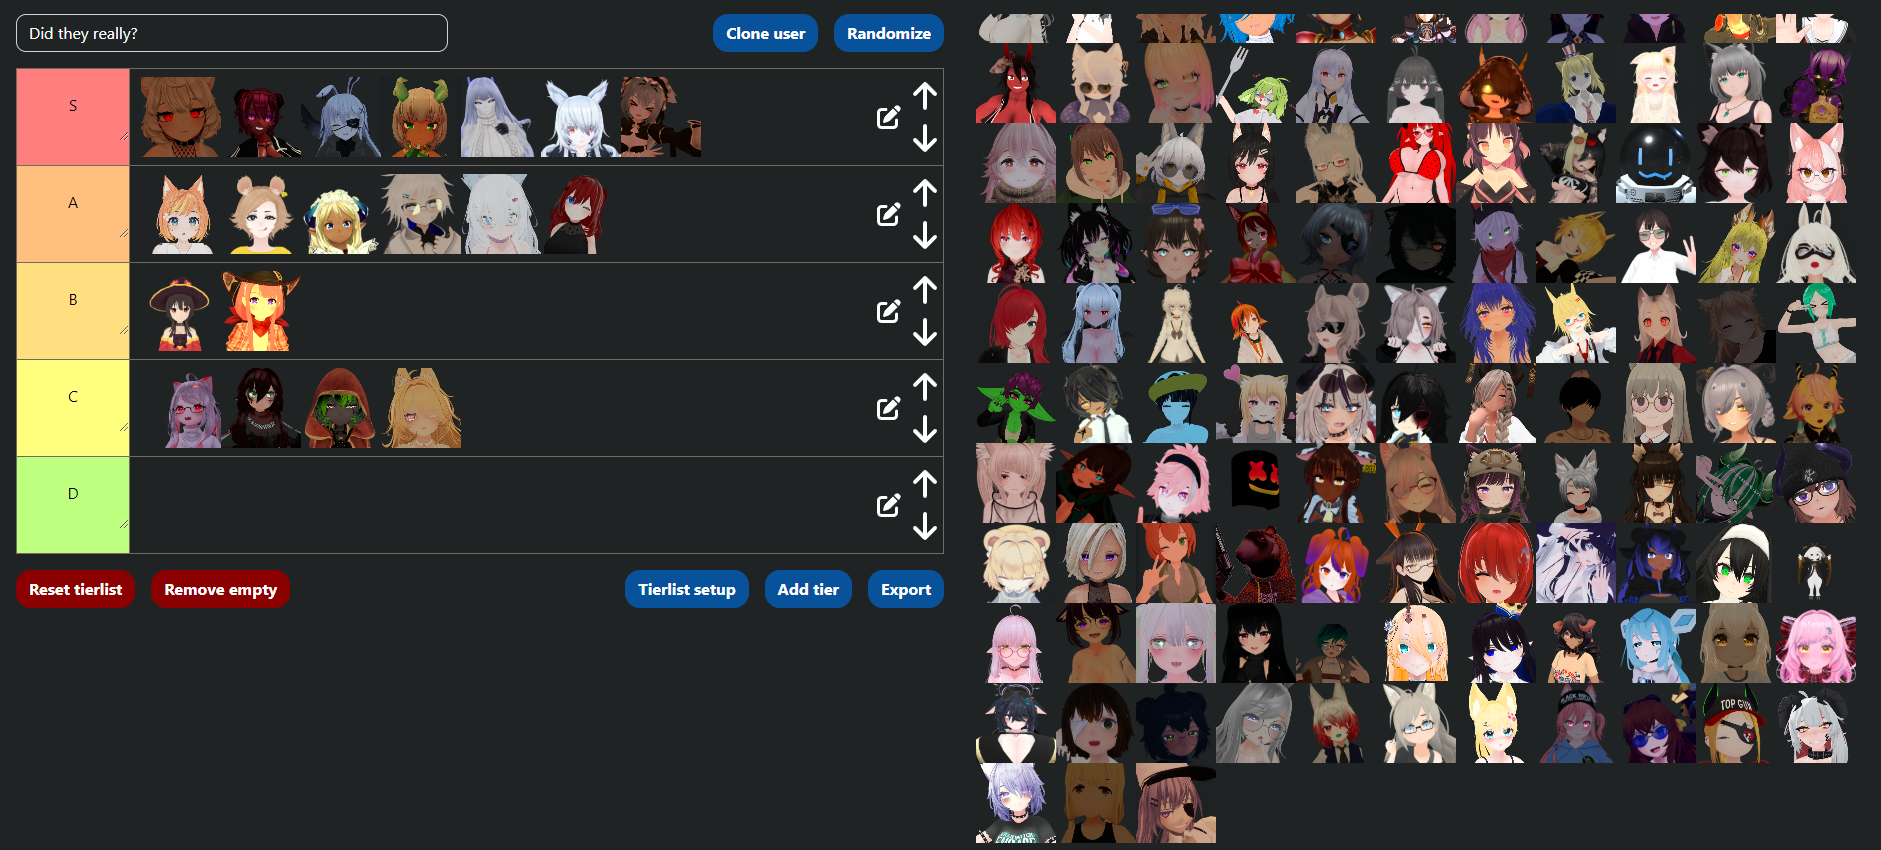 Did they really?
Clone user
Randomize
S
A
B
C
D
Reset tierlist
Remove empty
Tierlist setup
Add tier
Export
TOP GUN